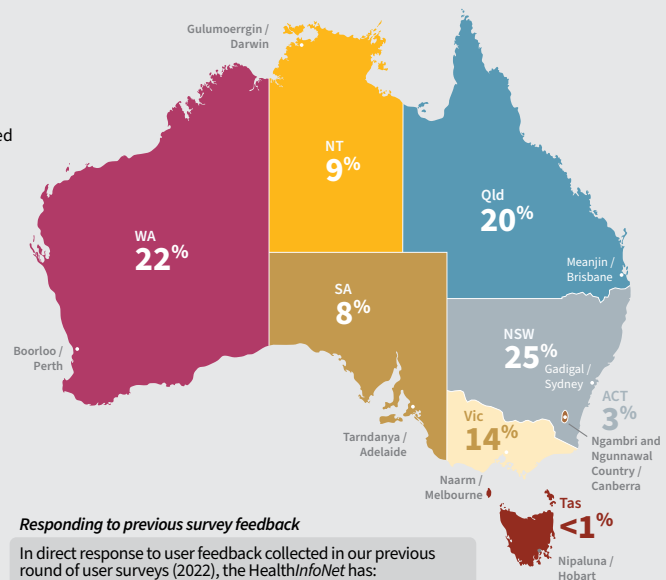 Gulumoerrgin /
Darwin
ed
NT
9%
Qld
20%
WA
22%
Meanjin /
Brisbane
SA
8%
NSW
25%
Gadigal /
Sydney
Boorloo /
Perth
ACT
3%
Vic
14%
Tarndanya /
Adelaide
Ngambri and
Ngunnawal
Country /
Canberra
Naarm /
Melbourne
Tas
<1%
Nipaluna /
Hobart
Responding to previous survey feedback
In direct response to user feedback collected in our previous
round of user surveys (2022), the HealthInfoNet has: